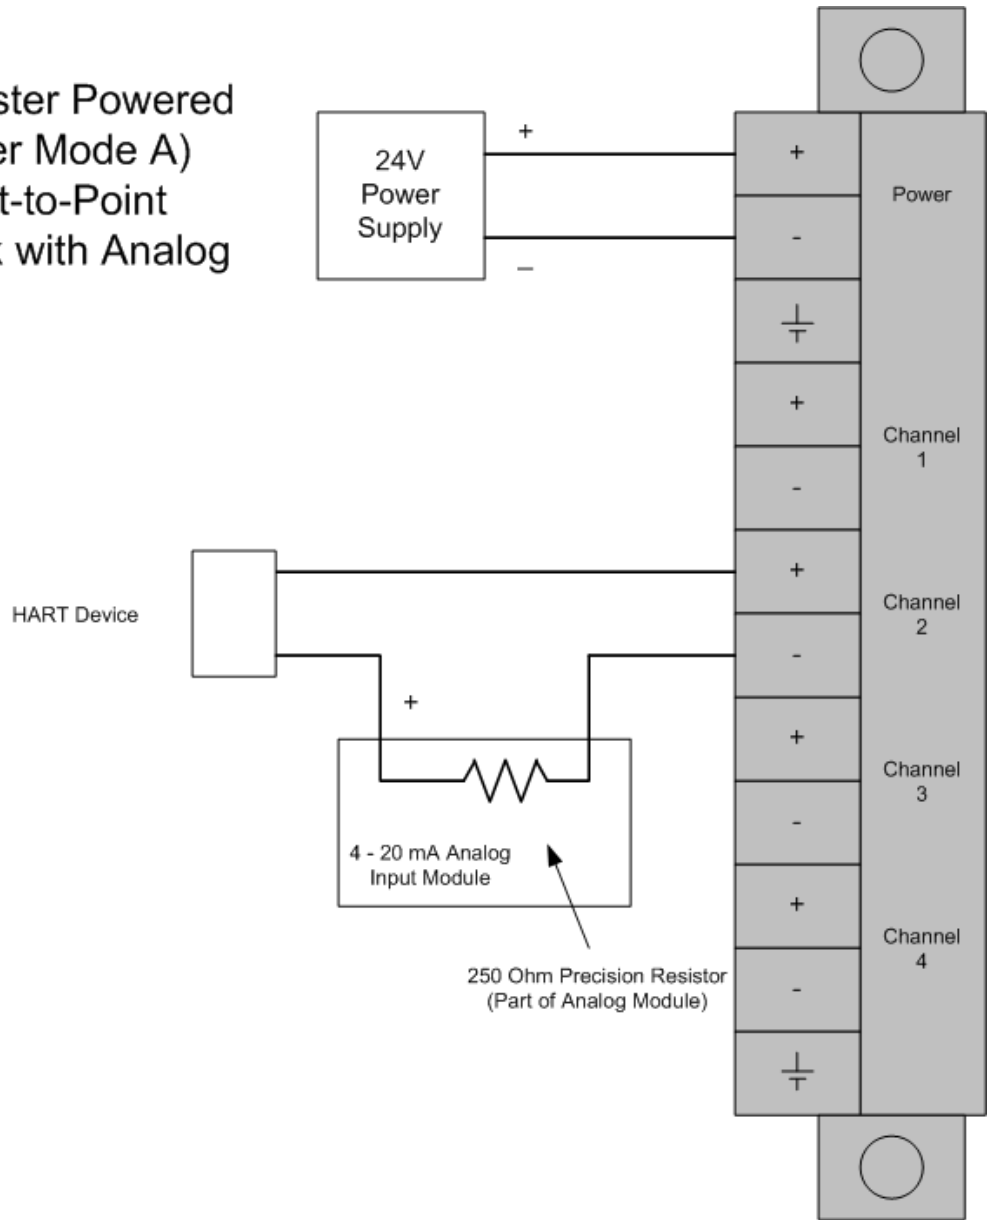 ster Powered
er Mode A)
t-to-Point
with Analog
24V
Power
Supply
+
–
+
-
Power
+
-
Channel
1
+
-
Channel
2
+
-
Channel
3
+
-
Channel
4
HART Device
+
4 - 20 mA Analog
Input Module
250 Ohm Precision Resistor
(Part of Analog Module)